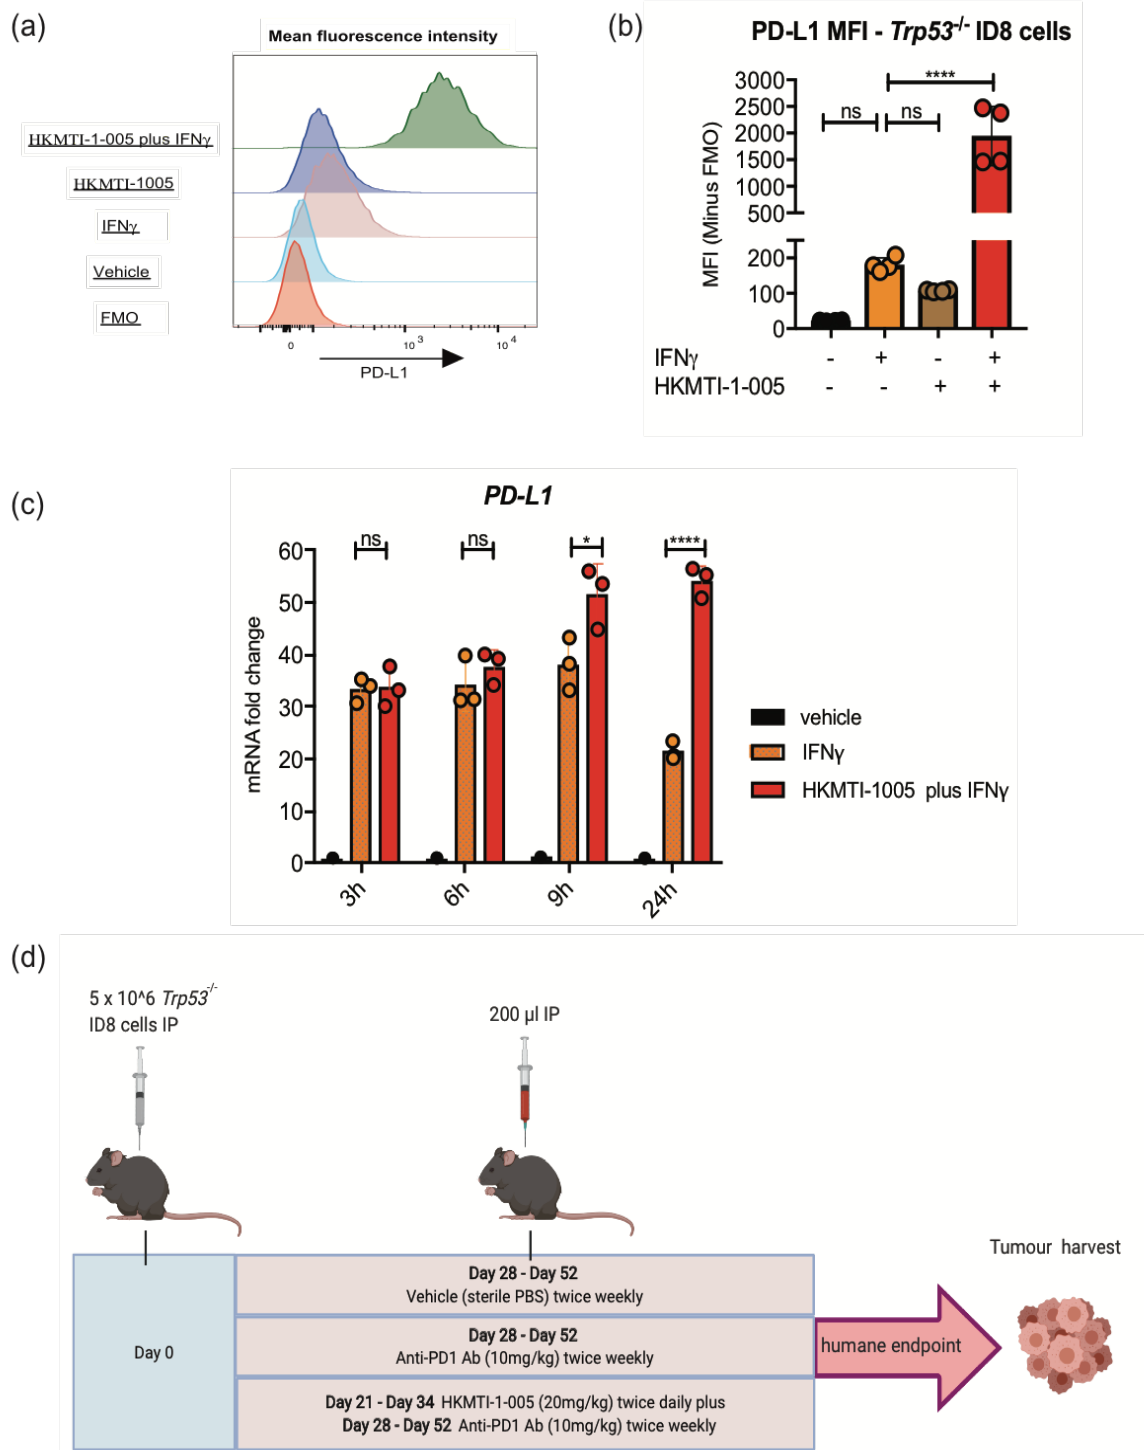 (a)
Mean fluorescence intensity
HKMTI-1-005 plus IFNγ
HKMTI-1005
IFNγ
Vehicle
FMO
0
10 3
10 4
PD-L1
(b)
PD-L1 MFI - Trp53-/- ID8 cells
MFI (Minus FMO)
3000
2500
2000
1500
1000
500
200
100
0
ns
ns
****
IFNγ - + - +
HKMTI-1-005 - - + +
(c)
PD-L1
mRNA fold change
60
50
40
30
20
10
0
ns
ns
*
****
3h
6h
9h
24h
vehicle
IFNγ
HKMTI-1005 plus IFNγ
(d)
5 x 10^6 Trp53-/-
ID8 cells IP
200 µl IP
Day 0
Day 28 - Day 52
Vehicle (sterile PBS) twice weekly
Day 28 - Day 52
Anti-PD1 Ab (10mg/kg) twice weekly
Day 21 - Day 34 HKMTI-1-005 (20mg/kg) twice daily plus
Day 28 - Day 52 Anti-PD1 Ab (10mg/kg) twice weekly
humane endpoint
Tumour harvest